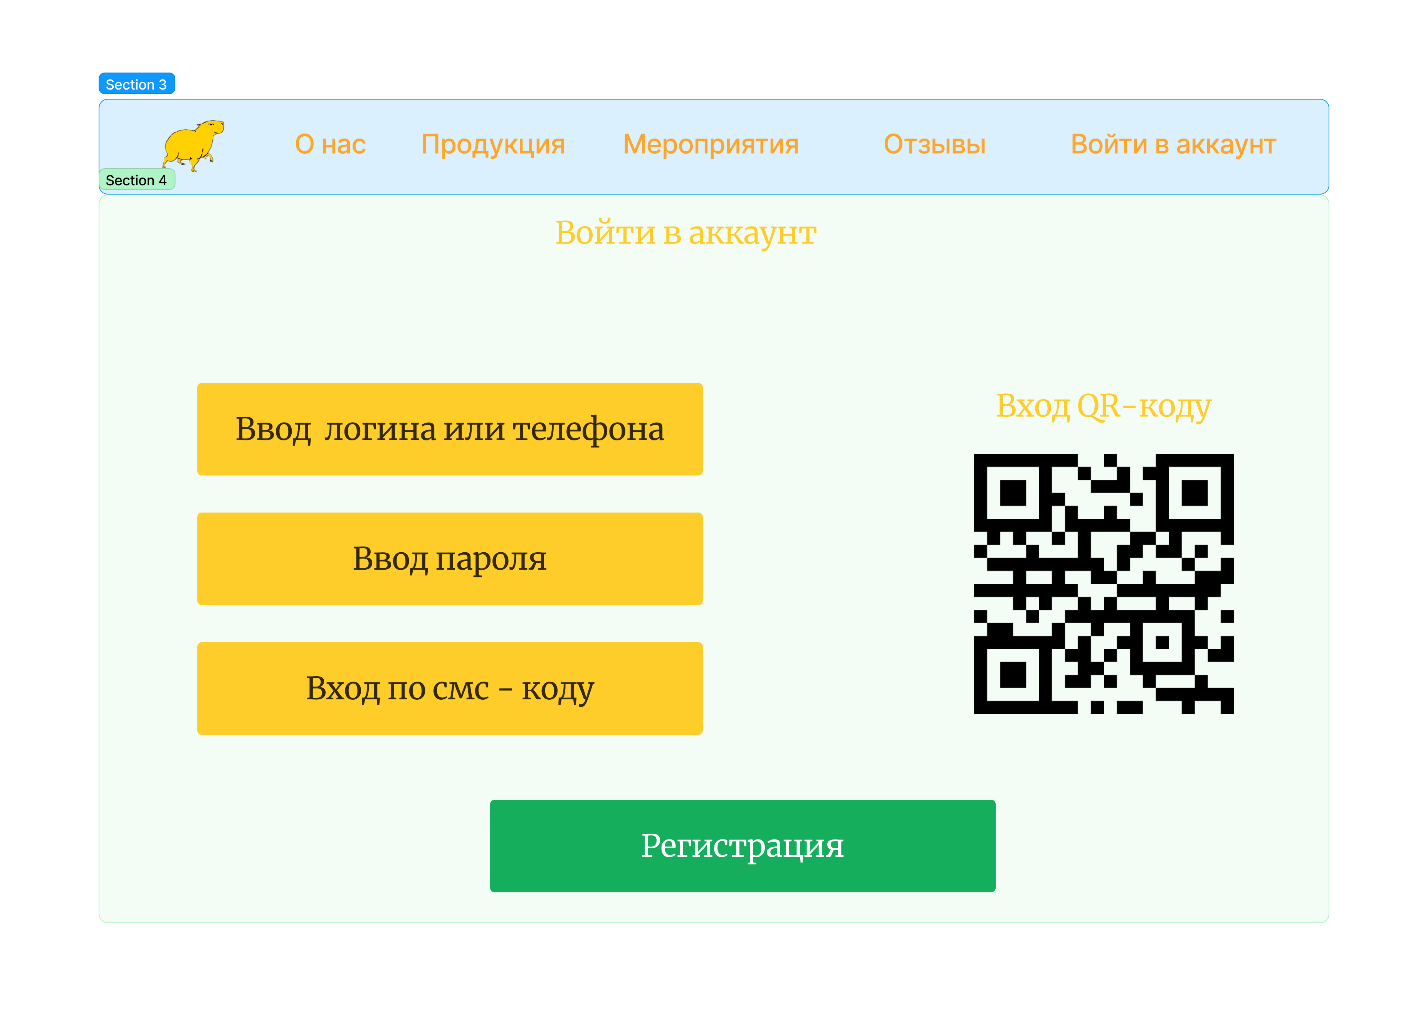 Section 3
О нас
Продукция
Мероприятия
Отзывы
Войти в аккаунт
Section 4
Войти в аккаунт
Ввод  логина или телефона
Ввод пароля
Вход по смс - коду
Вход QR-коду
Регистрация